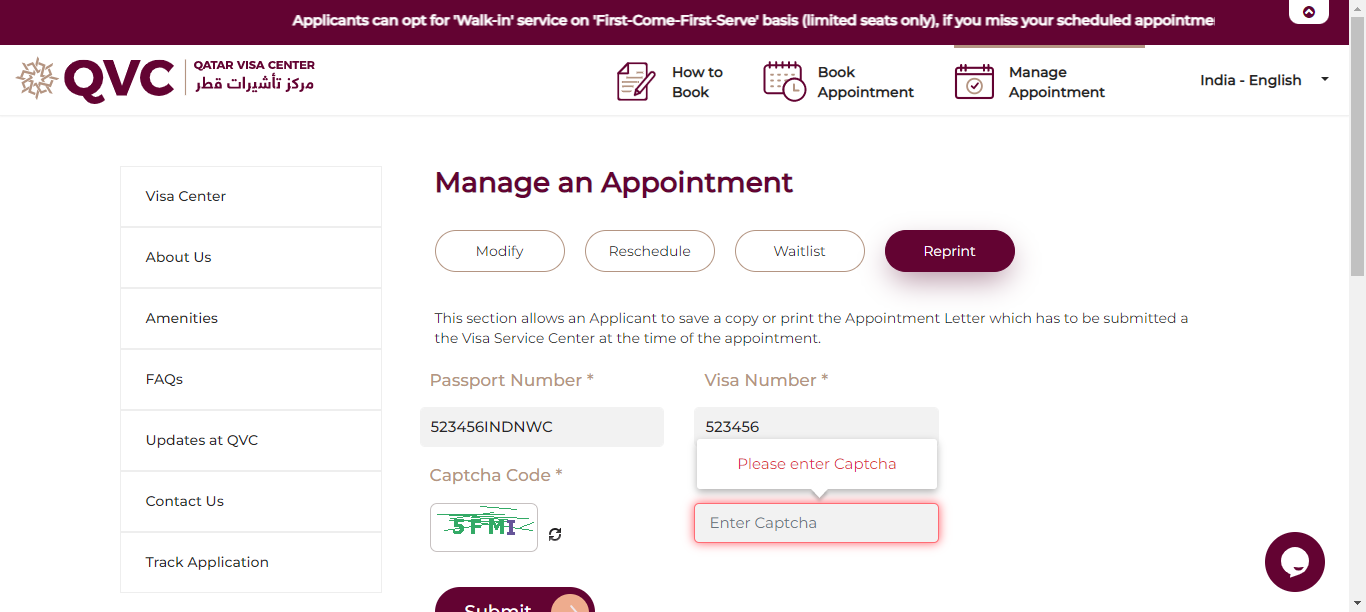 Applicants can opt for 'Walk-in' service on 'First-Come-First-Serve' basis (limited seats only), if you miss your scheduled appointme
QVC
QATAR VISA CENTER
مركز تأشيرات قطر
How to
Book
Book
Appointment
Manage
Appointment
India - English
Visa Center
About Us
Amenities
FAQs
Updates at QVC
Contact Us
Track Application
Manage an Appointment
Modify
Reschedule
Waitlist
Reprint
This section allows an Applicant to save a copy or print the Appointment Letter which has to be submitted a
the Visa Service Center at the time of the appointment.
Passport Number *
Visa Number *
523456INDNWC
523456
Please enter Captcha
Captcha Code *
5FMI
Enter Captcha
Submit